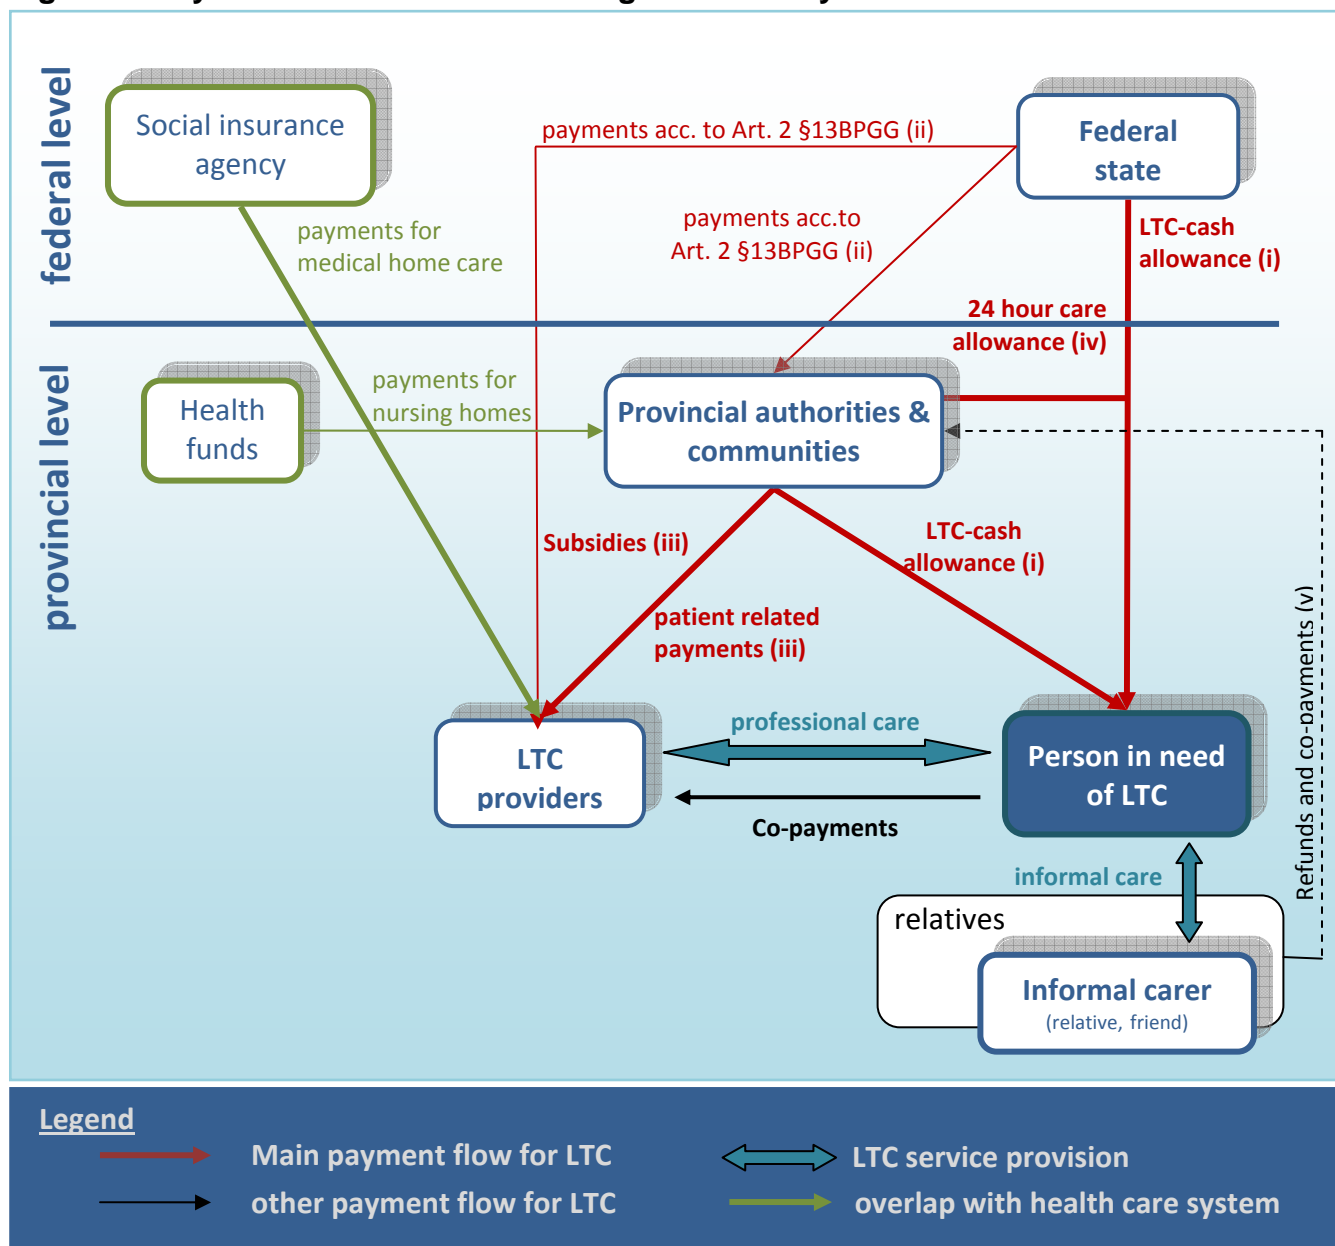 federal level
Social insurance
agency
payments acc. to Art. 2 §13BPGG (ii)
Federal
state
payments for
medical home care
payments acc.to
Art. 2 §13BPGG (ii)
LTC-cash
allowance (i)
24 hour care
allowance (iv)
provincial level
Health
funds
payments for
nursing homes
Provincial authorities &
communities
Subsidies (iii)
LTC-cash
allowance (i)
patient related
payments (iii)
Refunds and co-payments (v)
LTC
providers
professional care
Co-payments
Person in need
of LTC
informal care
relatives
Informal carer
(relative, friend)
Legend
Main payment flow for LTC
LTC service provision
other payment flow for LTC
overlap with health care system